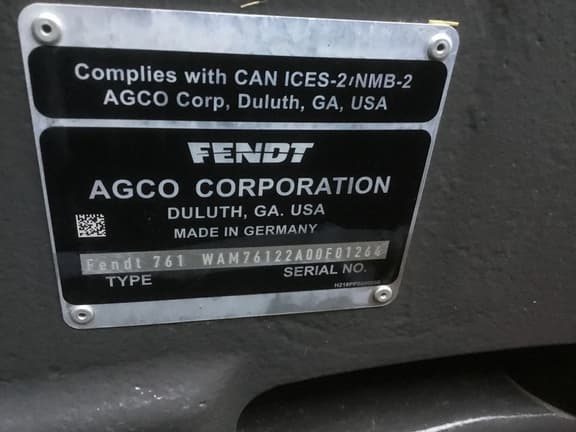 Complies with CAN ICES-2/NMB-2
AGCO Corp, Duluth, GA, USA
FENDT
AGCO CORPORATION
DULUTH, GA. USA
MADE IN GERMANY
Fendt 761 WAM76122A00F01264
TYPE SERIAL NO.